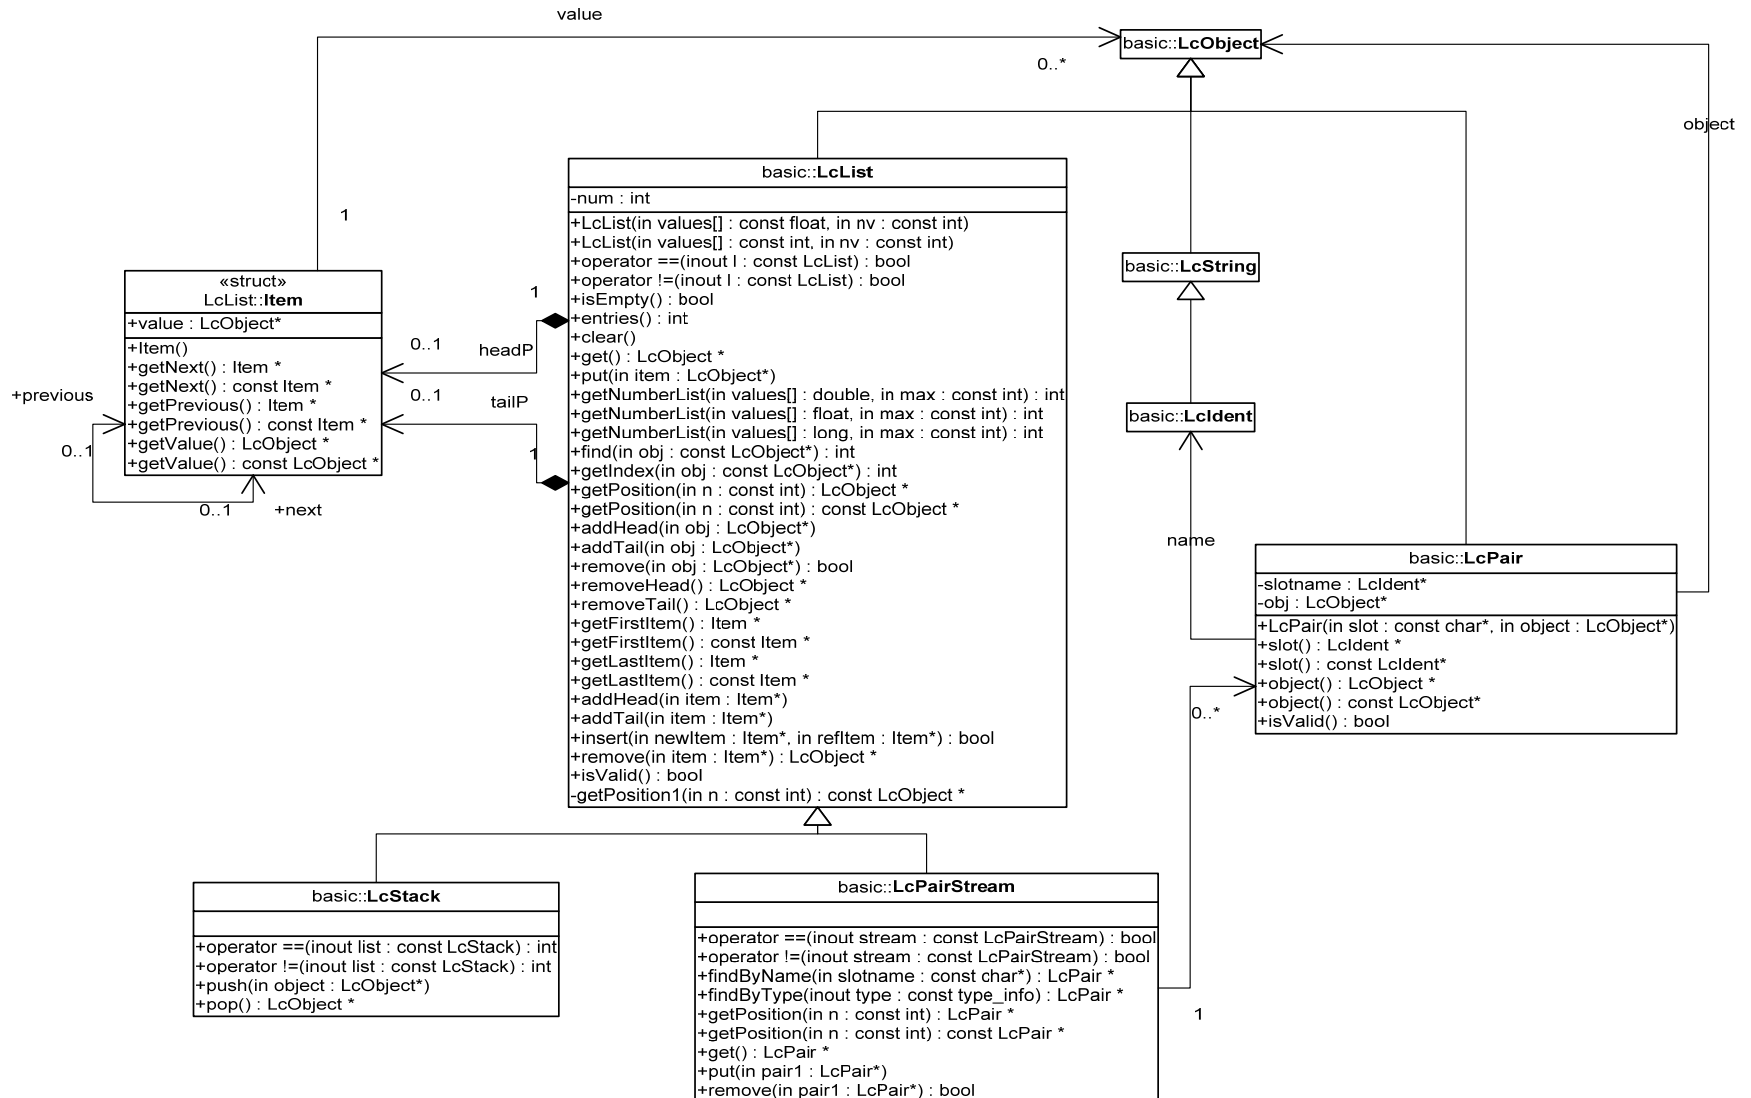 value
basic::LcObject
0..*
object
1
basic::LcList
-num : int
+LcList(in values[] : const float, in nv : const int)
+LcList(in values[] : const int, in nv : const int)
+operator ==(inout l : const LcList) : bool
+operator !=(inout l : const LcList) : bool
+isEmpty() : bool
+entries() : int
+clear()
+get() : LcObject *
+put(in item : LcObject*)
+getNumberList(in values[] : double, in max : const int) : int
+getNumberList(in values[] : float, in max : const int) : int
+getNumberList(in values[] : long, in max : const int) : int
+find(in obj : const LcObject*) : int
+getIndex(in obj : const LcObject*) : int
+getPosition(in n : const int) : LcObject *
+getPosition(in n : const int) : const LcObject *
+addHead(in obj : LcObject*)
+addTail(in obj : LcObject*)
+remove(in obj : LcObject*) : bool
+removeHead() : LcObject *
+removeTail() : LcObject *
+getFirstItem() : Item *
+getFirstItem() : const Item *
+getLastItem() : Item *
+getLastItem() : const Item *
+addHead(in item : Item*)
+addTail(in item : Item*)
+insert(in newItem : Item*, in refItem : Item*) : bool
+remove(in item : Item*) : LcObject *
+isValid() : bool
-getPosition1(in n : const int) : const LcObject *
«struct»
LcList::Item
+value : LcObject*
+Item()
+getNext() : Item *
+getNext() : const Item *
+getPrevious() : Item *
+getPrevious() : const Item *
+getValue() : LcObject *
+getValue() : const LcObject *
1
0..1
headP
0..1
tailP
1
+previous
0..1
0..1
+next
basic::LcString
basic::LcIdent
name
basic::LcPair
-slotname : LcIdent*
-obj : LcObject*
+LcPair(in slot : const char*, in object : LcObject*)
+slot() : LcIdent *
+slot() : const LcIdent*
+object() : LcObject *
+object() : const LcObject*
+isValid() : bool
0..*
basic::LcStack
+operator ==(inout list : const LcStack) : int
+operator !=(inout list : const LcStack) : int
+push(in object : LcObject*)
+pop() : LcObject *
basic::LcPairStream
+operator ==(inout stream : const LcPairStream) : bool
+operator !=(inout stream : const LcPairStream) : bool
+findByName(in slotname : const char*) : LcPair *
+findByType(inout type : const type_info) : LcPair *
+getPosition(in n : const int) : LcPair *
+getPosition(in n : const int) : const LcPair *
+get() : LcPair *
+put(in pair1 : LcPair*)
+remove(in pair1 : LcPair*) : bool
1